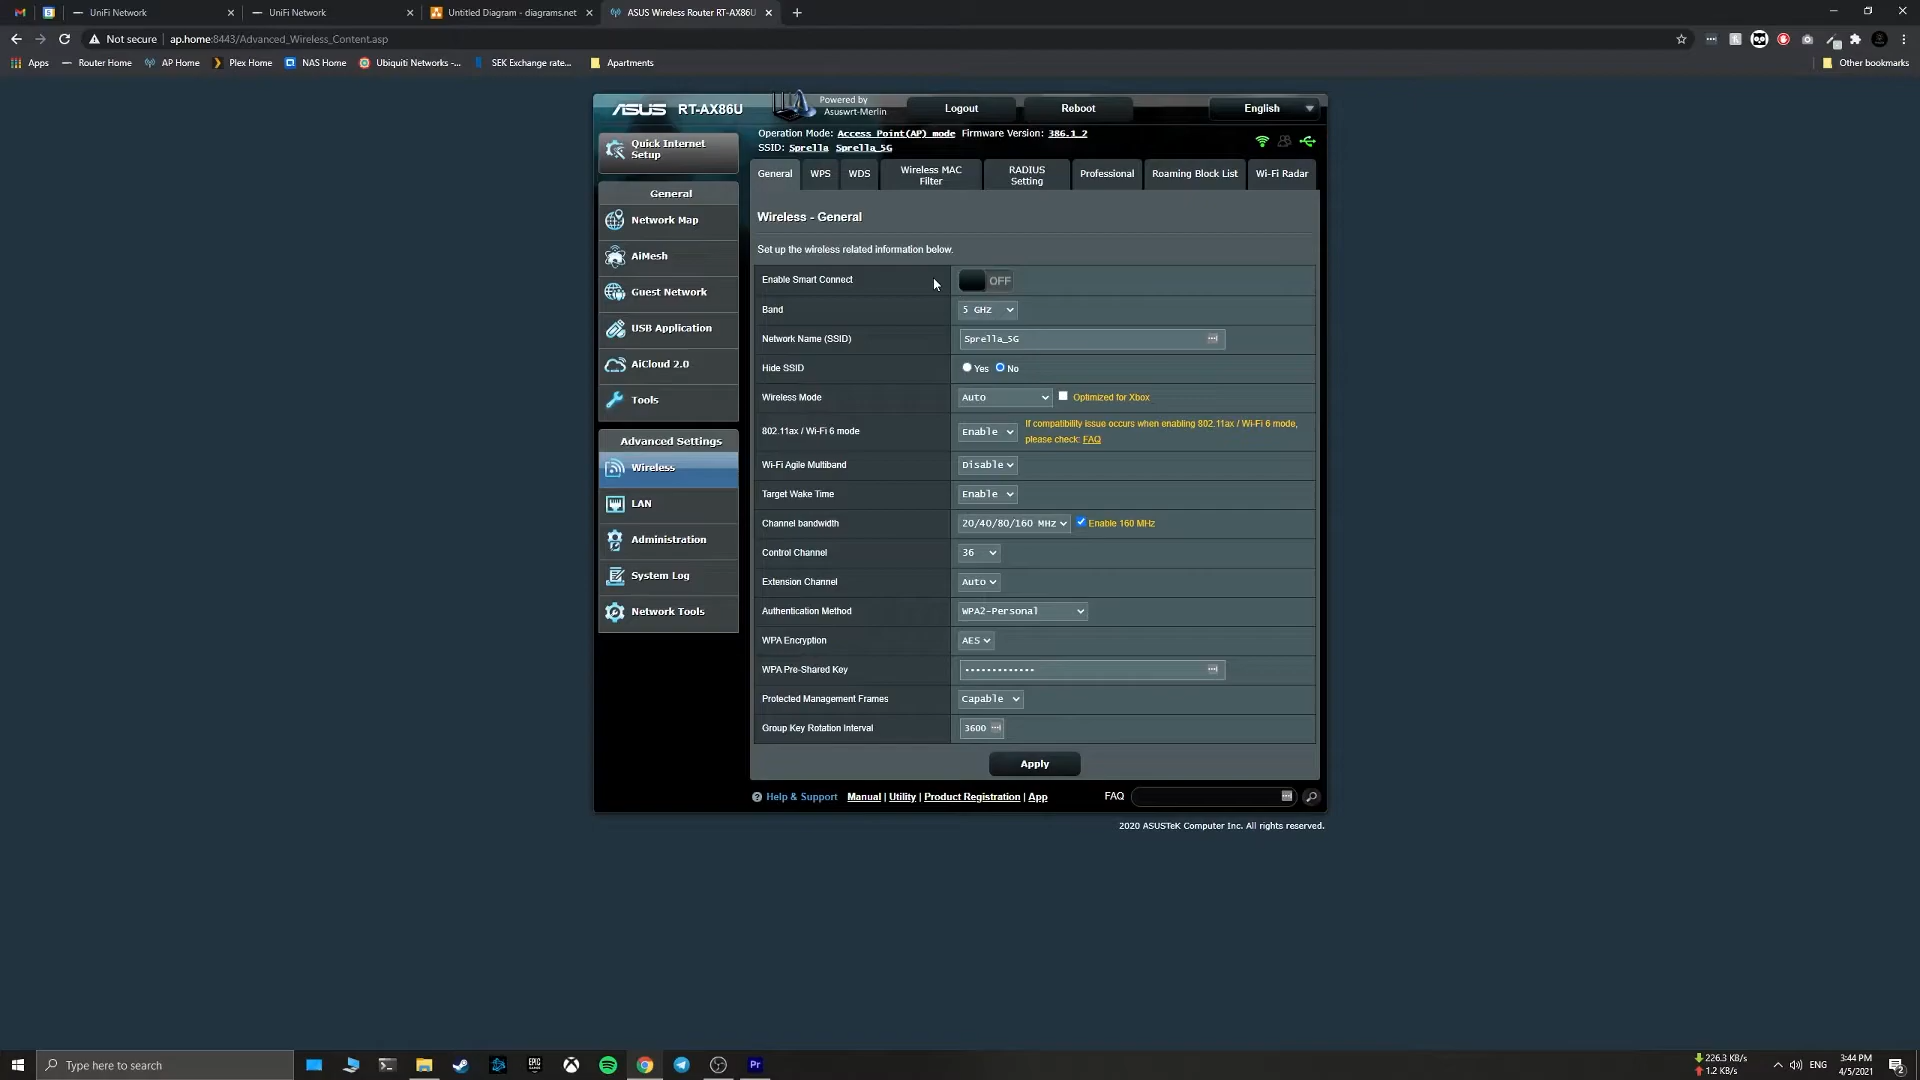 UniFi Network
UniFi Network
Untitled Diagram - diagrams.net
ASUS Wireless Router RT-AX86U
Not secure
ap.home:8443/Advanced_Wireless_Content.asp
Apps
Router Home
AP Home
Plex Home
NAS Home
Ubiquiti Networks -...
SEK Exchange rate...
Apartments
Other bookmarks
ASUS RT-AX86U
Powered by
Asuswrt-Merlin
Logout
Reboot
English
Operation Mode: Access Point(AP) mode Firmware Version: 386.1_2
SSID: Sprella Sprella_5G
Quick Internet
Setup
General
Network Map
AiMesh
Guest Network
USB Application
AiCloud 2.0
Tools
Advanced Settings
Wireless
LAN
Administration
System Log
Network Tools
General
WPS
WDS
Wireless MAC
Filter
RADIUS
Setting
Professional
Roaming Block List
Wi-Fi Radar
Wireless - General
Set up the wireless related information below.
Enable Smart Connect OFF
Band 5 GHz
Network Name (SSID) Sprella_5G
Hide SSID Yes No
Wireless Mode Auto Optimized for Xbox
802.11ax / Wi-Fi 6 mode Enable If compatibility issue occurs when enabling 802.11ax / Wi-Fi 6 mode,
please check: FAQ
Wi-Fi Agile Multiband Disable
Target Wake Time Enable
Channel bandwidth 20/40/80/160 MHz Enable 160 MHz
Control Channel 36
Extension Channel Auto
Authentication Method WPA2-Personal
WPA Encryption AES
WPA Pre-Shared Key
Protected Management Frames Capable
Group Key Rotation Interval 3600
Apply
Help & Support Manual | Utility | Product Registration | App FAQ
2020 ASUSTeK Computer Inc. All rights reserved.
Type here to search
EPIC
Pr
226.3 KB/s
1.2 KB/s
ENG
3:44 PM
4/5/2021
2